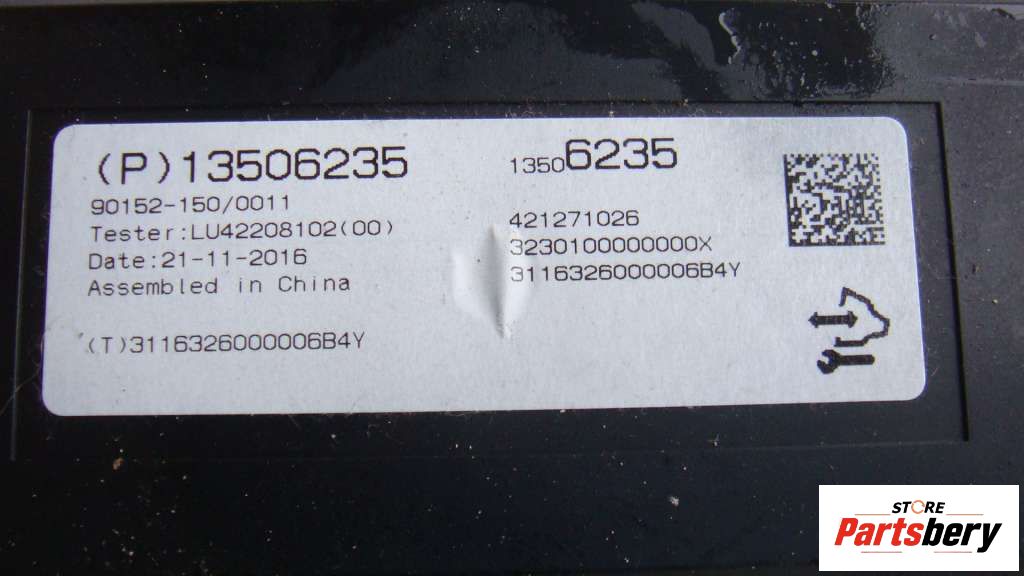 (P)13506235
90152-150/0011
Tester:LU42208102(00)
Date:21-11-2016
Assembled in China
(T)3116326000006B4Y
13506235
421271026
3230100000000X
3116326000006B4Y
STORE
Partsbery